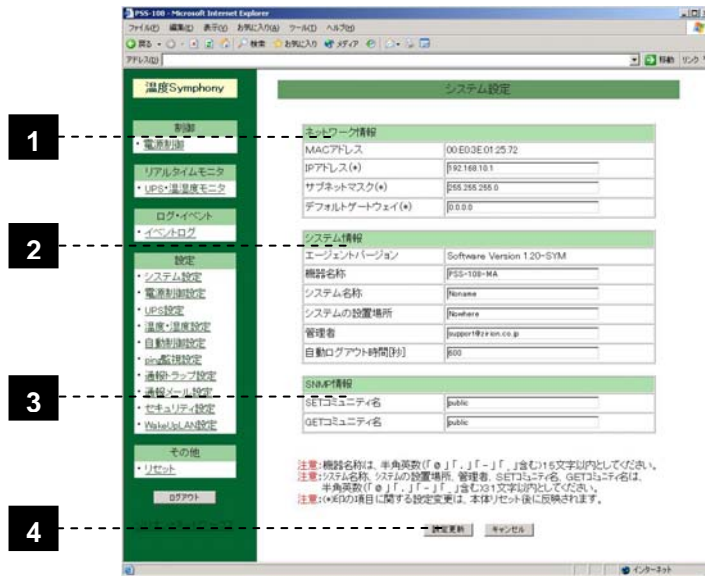 PSS-100 - Microsoft Internet Explorer
ファイル(F) 編集(E) 表示(V) お気に入り(A) ツール(T) ヘルプ(H)
戻る 検索 お気に入り メディア
アドレス(D) 移動 リンク
温度Symphony
制御
・電源制御
リアルタイムモニタ
・UPS・温湿度モニタ
ログ・イベント
・イベントログ
設定
・システム設定
・電源制御設定
・UPS設定
・温度・湿度設定
・自動制御設定
・ping監視設定
・通報トラップ設定
・通報メール設定
・セキュリティ設定
・WakeUpLAN設定
その他
・リセット
ログアウト
システム設定
1
ネットワーク情報
MACアドレス 00:E0:3E:01:25:72
IPアドレス(*) 192.168.10.1
サブネットマスク(*) 255.255.255.0
デフォルトゲートウェイ(*) 0.0.0.0
2
システム情報
エージェントバージョン Software Version 1.20-SYM
機器名称 PSS-100-MA
システム名称 Noname
システムの設置場所 Nowhere
管理者 support@zirion.co.jp
自動ログアウト時間[秒] 600
3
SNMP情報
SETコミュニティ名 public
GETコミュニティ名 public
注意:機器名称は、半角英数(「@」「.」「-」「_」含む)15文字以内としてください。
注意:システム名称、システムの設置場所、管理者、SETコミュニティ名、GETコミュニティ名は、
半角英数(「@」「.」「-」「_」含む)31文字以内としてください。
注意:(*)印の項目に関する設定変更は、本体リセット後に反映されます。
4
設定更新 キャンセル
インターネット